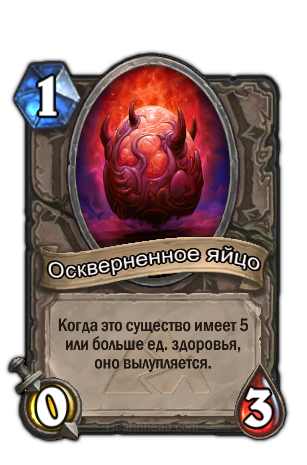 1
Оскверненное яйцо
Когда это существо имеет 5
или больше ед. здоровья,
оно вылупляется.
0
3